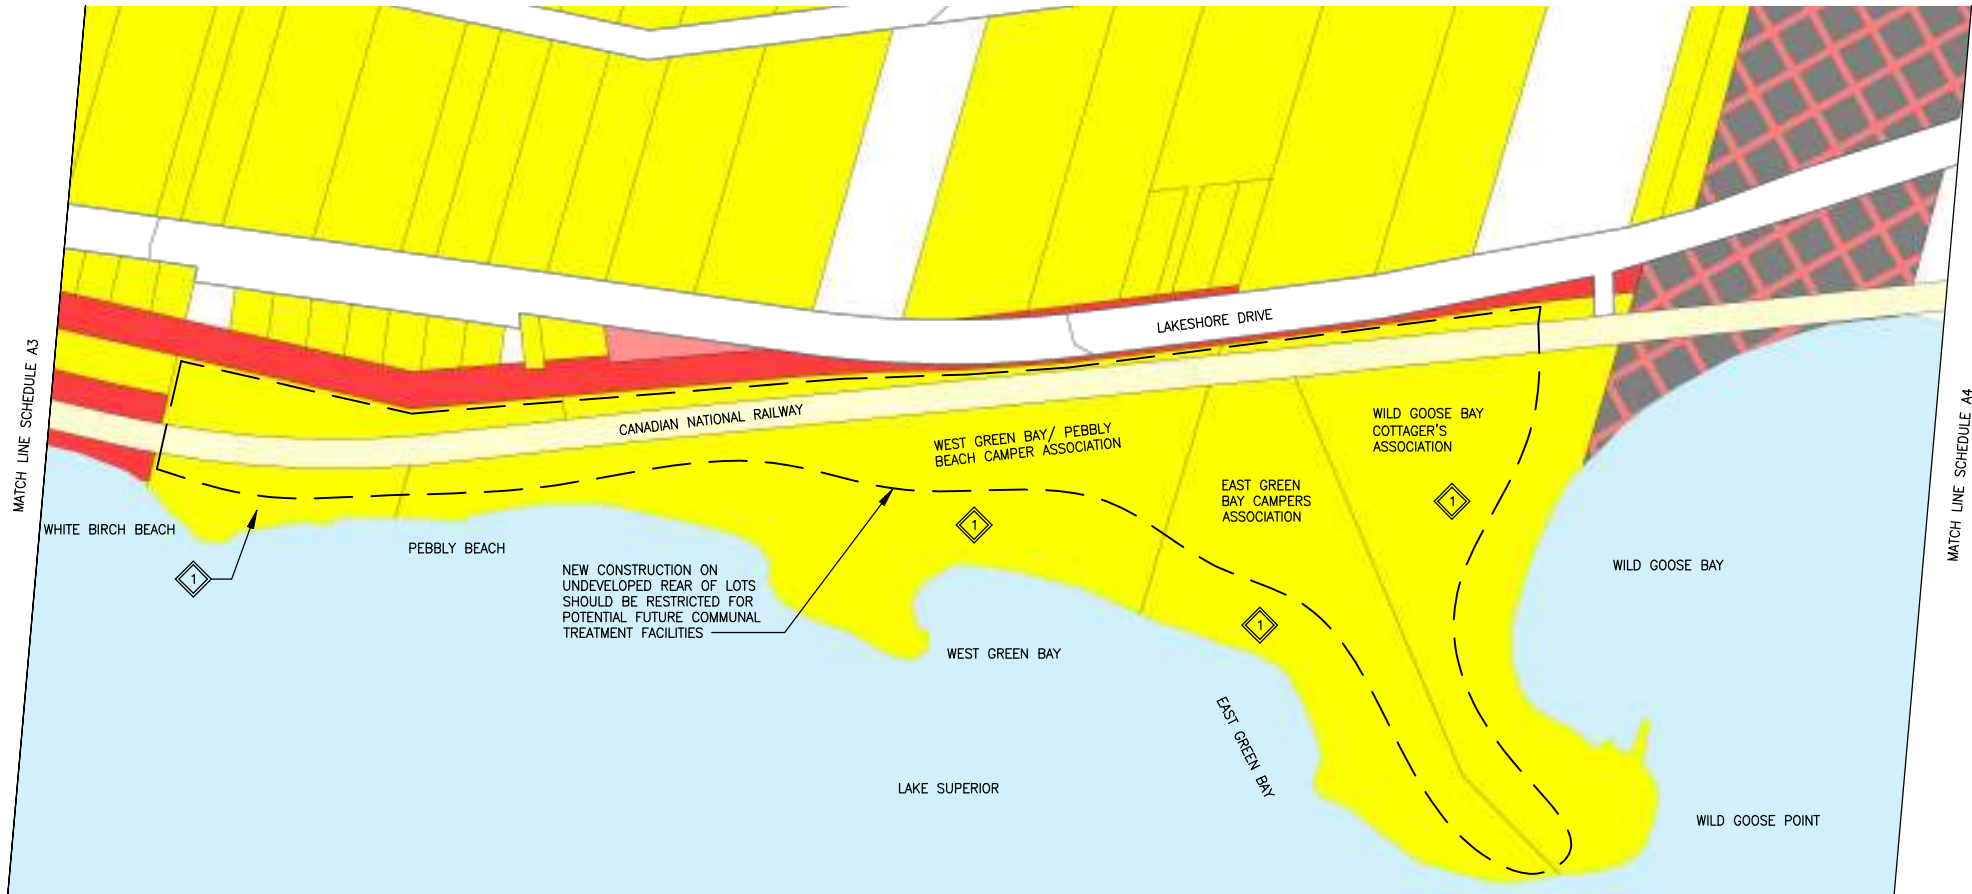 MATCH LINE SCHEDULE A3
LAKESHORE DRIVE
CANADIAN NATIONAL RAILWAY
WEST GREEN BAY/ PEBBLY
BEACH CAMPER ASSOCIATION
WILD GOOSE BAY
COTTAGER'S
ASSOCIATION
EAST GREEN
BAY CAMPERS
ASSOCIATION
1
1
WHITE BIRCH BEACH
PEBBLY BEACH
1
NEW CONSTRUCTION ON
UNDEVELOPED REAR OF LOTS
SHOULD BE RESTRICTED FOR
POTENTIAL FUTURE COMMUNAL
TREATMENT FACILITIES
1
WILD GOOSE BAY
WEST GREEN BAY
EAST GREEN BAY
LAKE SUPERIOR
WILD GOOSE POINT
MATCH LINE SCHEDULE A4